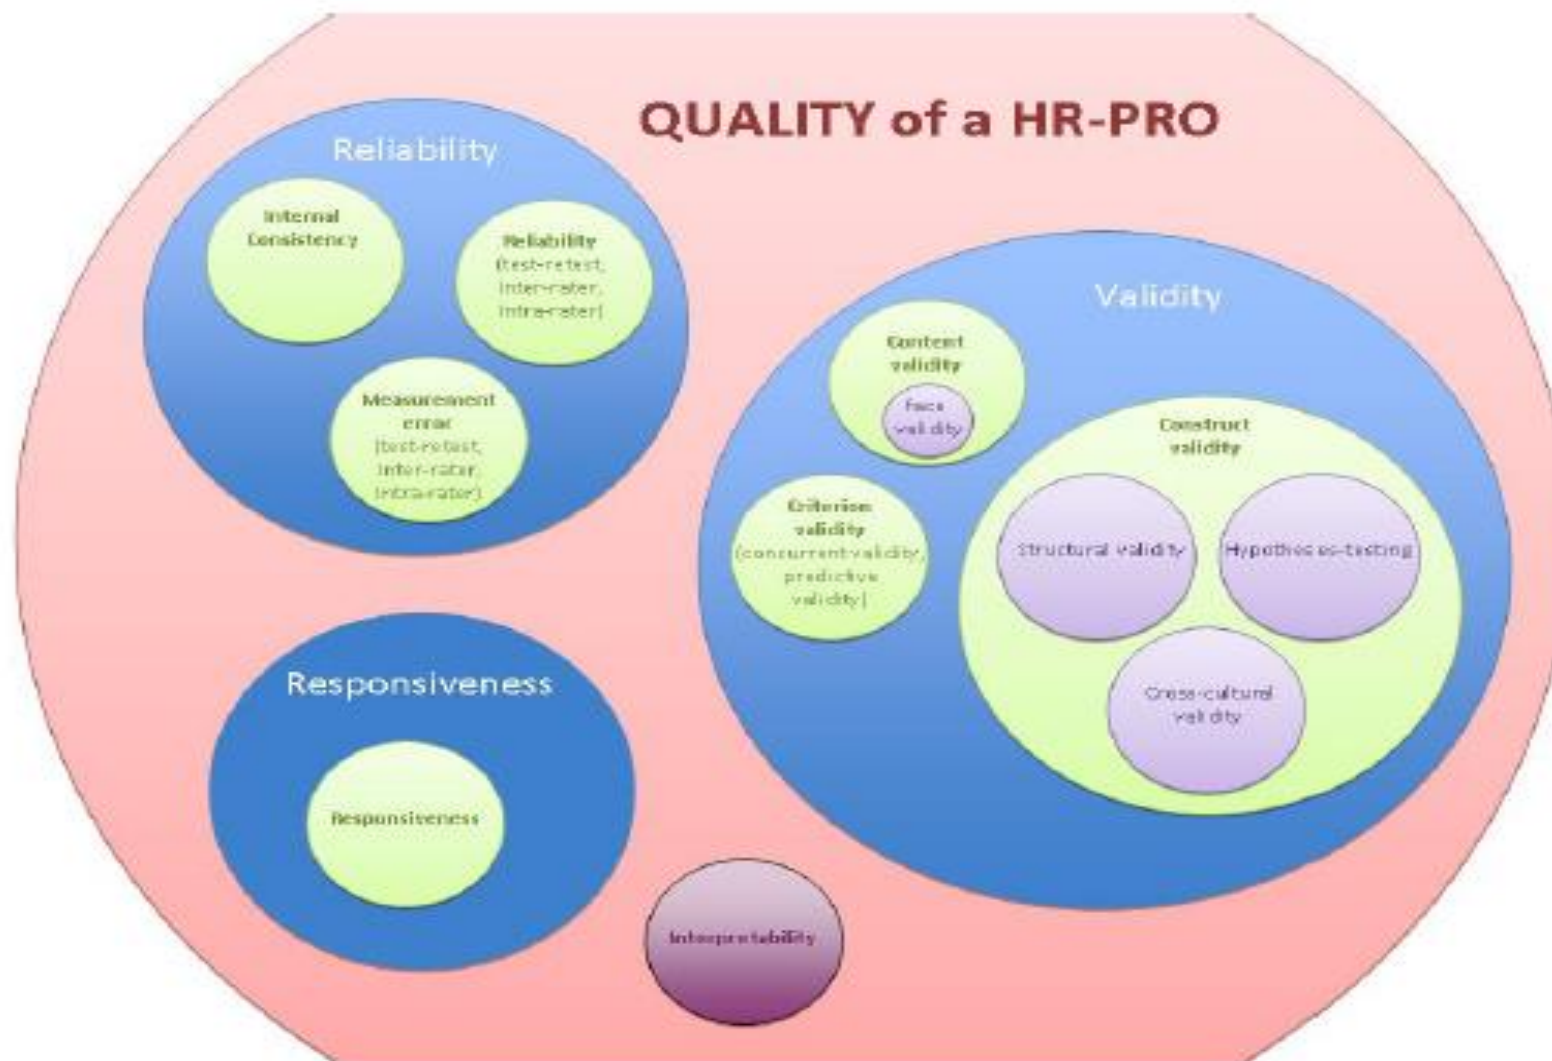 QUALITY of a HR-PRO
Reliability
Internal
Consistency
Reliability
(test-retest,
inter-rater,
intra-rater)
Measurement
error
(test-retest,
inter-rater,
intra-rater)
Validity
Content
validity
Face
validity
Criterion
validity
(concurrent validity,
predictive
validity)
Construct
validity
Structural validity
Hypotheses-testing
Cross-cultural
validity
Responsiveness
Responsiveness
Interpretability